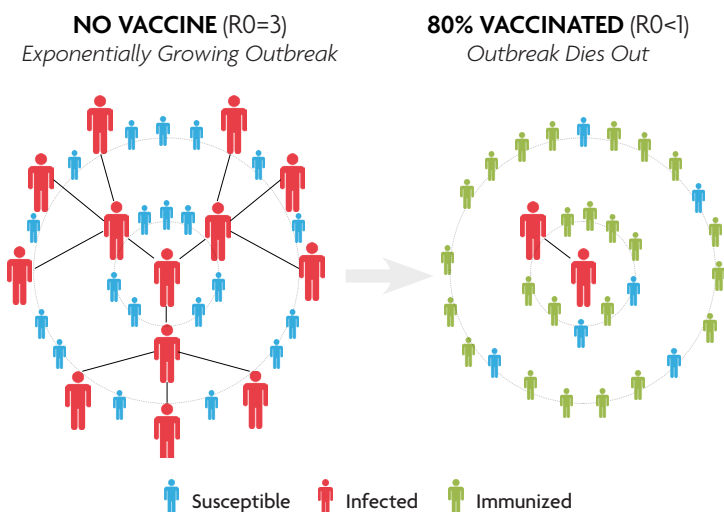 NO VACCINE (R0=3)
Exponentially Growing Outbreak
80% VACCINATED (R0<1)
Outbreak Dies Out
Susceptible
Infected
Immunized